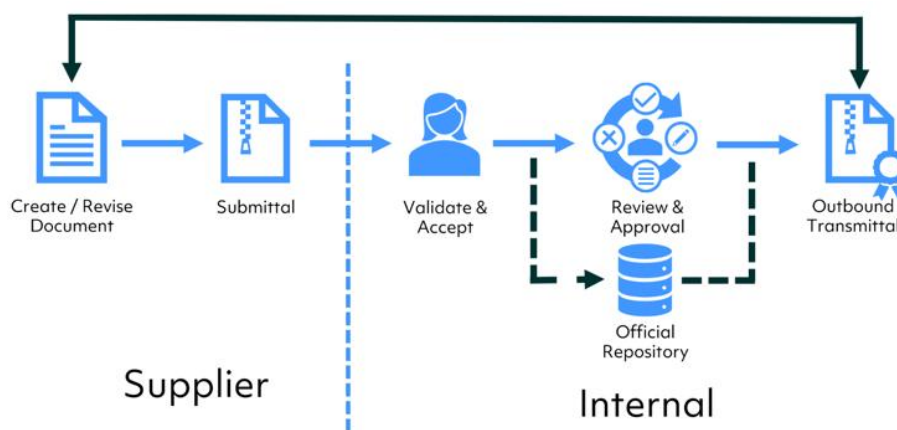 Create / Revise
Document
Submittal
Validate &
Accept
Review &
Approval
Outbound
Transmittal
Official
Repository
Supplier
Internal